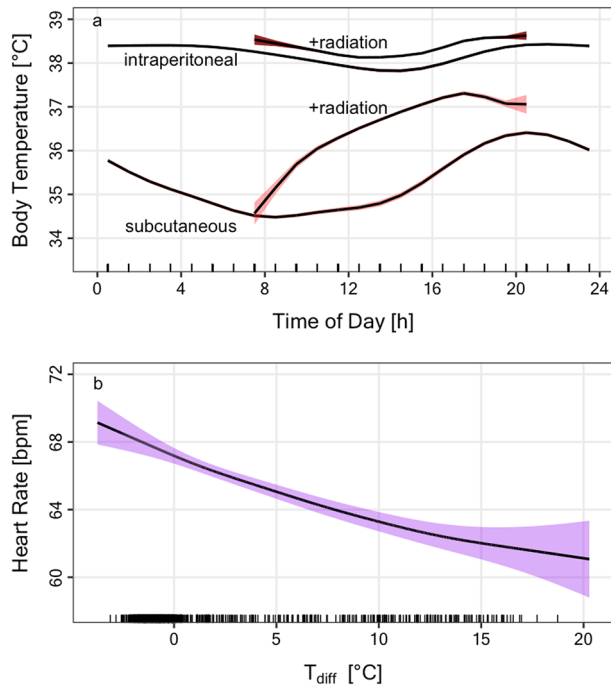 a
39
+radiation
38
intraperitoneal
37
+radiation
36
35
subcutaneous
34
Body Temperature [°C]
0 4 8 12 16 20 24
Time of Day [h]
b
72
68
64
60
Heart Rate [bpm]
0 5 10 15 20
Tdiff [°C]